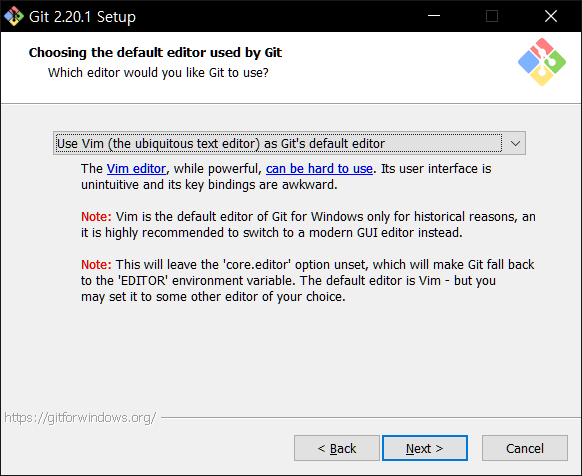 Git 2.20.1 Setup
Choosing the default editor used by Git
Which editor would you like Git to use?
Use Vim (the ubiquitous text editor) as Git's default editor
The Vim editor, while powerful, can be hard to use. Its user interface is
unintuitive and its key bindings are awkward.
Note: Vim is the default editor of Git for Windows only for historical reasons, an
it is highly recommended to switch to a modern GUI editor instead.
Note: This will leave the 'core.editor' option unset, which will make Git fall back
to the 'EDITOR' environment variable. The default editor is Vim - but you
may set it to some other editor of your choice.
https://gitforwindows.org/
< Back
Next >
Cancel